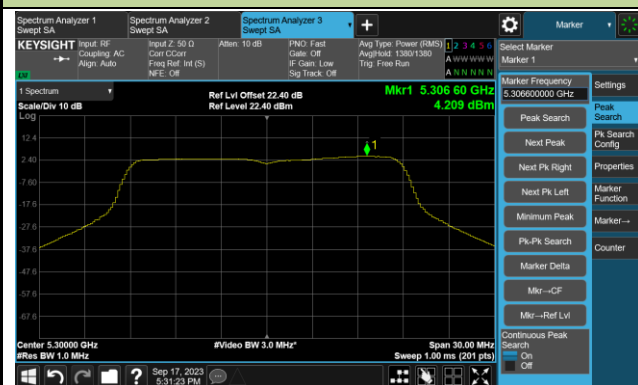 Spectrum Analyzer 1
Swept SA
Spectrum Analyzer 2
Swept SA
Spectrum Analyzer 3
Swept SA
Marker
KEYSIGHT
Input: RF
Coupling: AC
Align: Auto
Input Z: 50 Ω
Corr CCorr
Freq Ref: Int (S)
NFE: Off
Atten: 10 dB
PNO: Fast
Gate: Off
IF Gain: Low
Sig Track: Off
Avg Type: Power (RMS)
Avg|Hold: 1380/1380
Trig: Free Run
1 2 3 4 5 6
A WW W W W
A N N N N N
Select Marker
Marker 1
1 Spectrum
Scale/Div 10 dB
Log
Ref Lvl Offset 22.40 dB
Ref Level 22.40 dBm
Mkr1 5.306 60 GHz
4.209 dBm
1
12.4
2.40
-7.60
-17.6
-27.6
-37.6
-47.6
-57.6
-67.6
Center 5.30000 GHz
#Res BW 1.0 MHz
#Video BW 3.0 MHz*
Span 30.00 MHz
Sweep 1.00 ms (201 pts)
Marker Frequency
5.306600000 GHz
Peak Search
Next Peak
Next Pk Right
Next Pk Left
Minimum Peak
Pk-Pk Search
Marker Delta
Mkr→CF
Mkr→Ref Lvl
Continuous Peak
Search
On
Off
Settings
Peak
Search
Pk Search
Config
Properties
Marker
Function
Marker→
Counter
Sep 17, 2023
5:31:23 PM